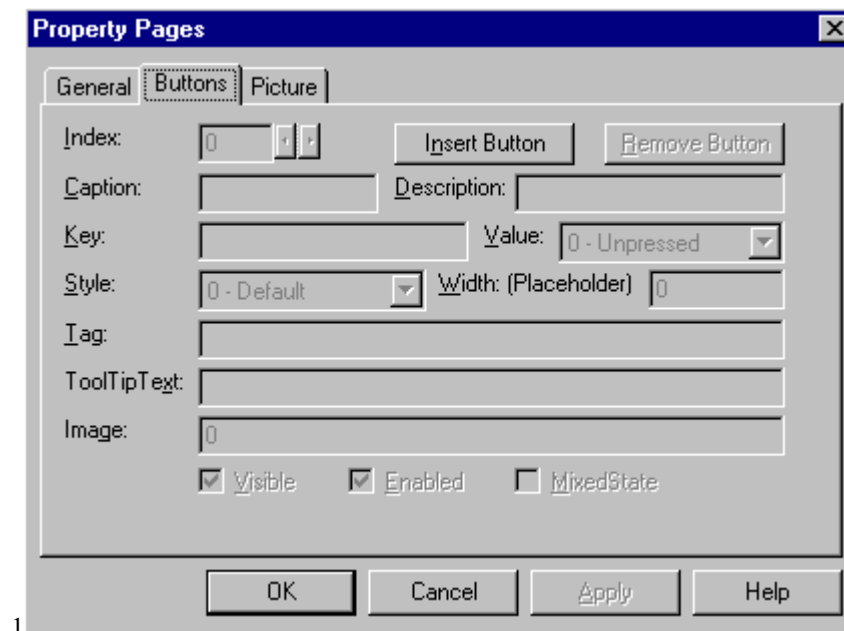 Property Pages
General Buttons Picture
Index: 0 Insert Button Remove Button
Caption: Description:
Key: Value: 0 - Unpressed
Style: 0 - Default Width: (Placeholder) 0
Tag:
ToolTipText:
Image: 0
Visible Enabled MixedState
OK Cancel Apply Help
1